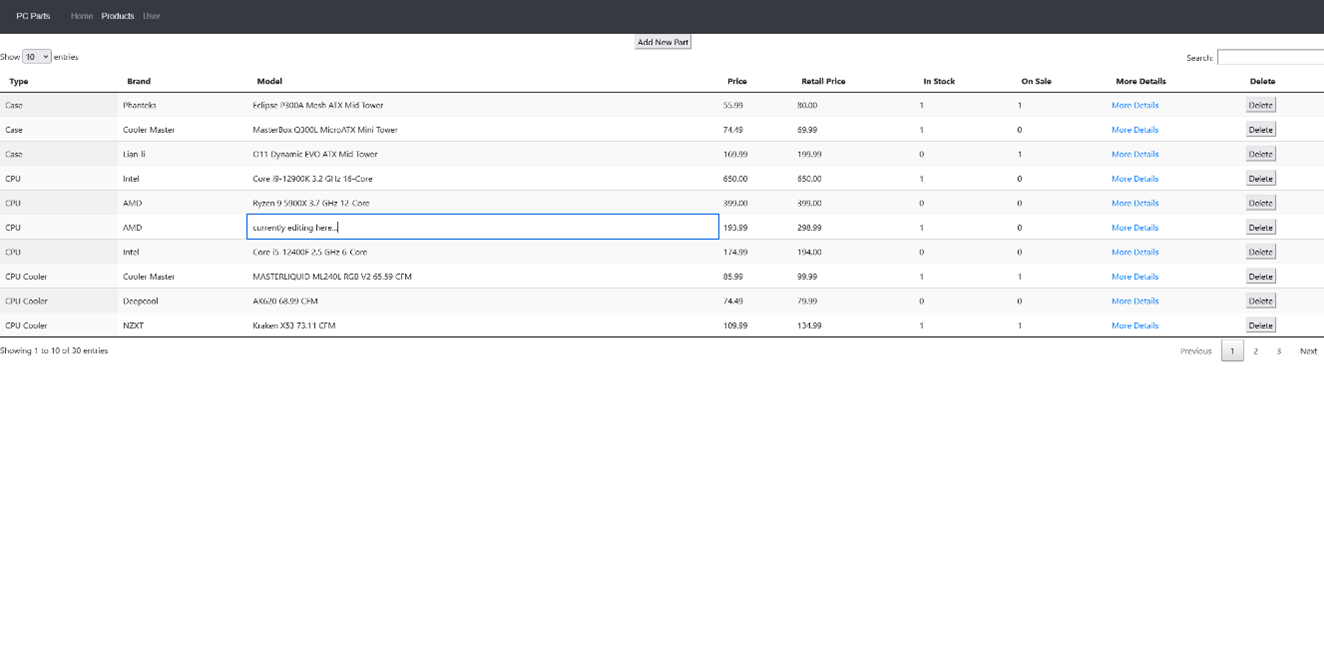 PC Parts Home Products User
Add New Part
Show 10 entries
Search:
Type Brand Model Price Retail Price In Stock On Sale More Details Delete
Case Phanteks Eclipse P300A Mesh ATX Mid Tower 55.99 80.00 1 1 More Details Delete
Case Cooler Master MasterBox Q300L MicroATX Mini Tower 74.49 69.99 1 0 More Details Delete
Case Lian-li O11 Dynamic EVO ATX Mid Tower 169.99 199.99 0 1 More Details Delete
CPU Intel Core i9-12900K 3.2 GHz 16-Core 650.00 650.00 1 0 More Details Delete
CPU AMD Ryzen 9 5900X 3.7 GHz 12-Core 399.00 399.00 0 0 More Details Delete
CPU AMD currently editing here... 193.99 298.99 1 0 More Details Delete
CPU Intel Core i5-12400F 2.5 GHz 6-Core 174.99 194.00 0 0 More Details Delete
CPU Cooler Cooler Master MASTERLIQUID ML240L RGB V2 65.59 CFM 85.99 99.99 1 1 More Details Delete
CPU Cooler Deepcool AK620 68.99 CFM 74.49 79.99 0 0 More Details Delete
CPU Cooler NZXT Kraken X53 73.11 CFM 109.99 134.99 1 1 More Details Delete
Showing 1 to 10 of 30 entries
Previous 1 2 3 Next